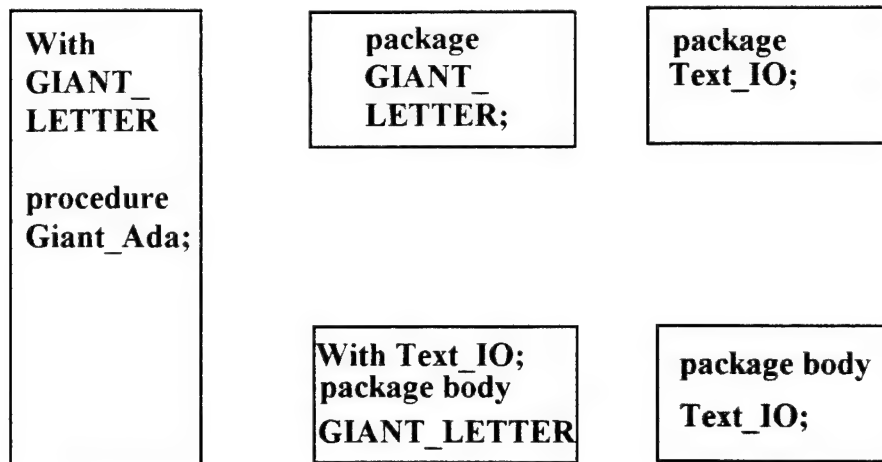 With
GIANT_
LETTER
procedure
Giant_Ada;
package
GIANT_
LETTER;
package
Text_IO;
With Text_IO;
package body
GIANT_LETTER
package body
Text_IO;